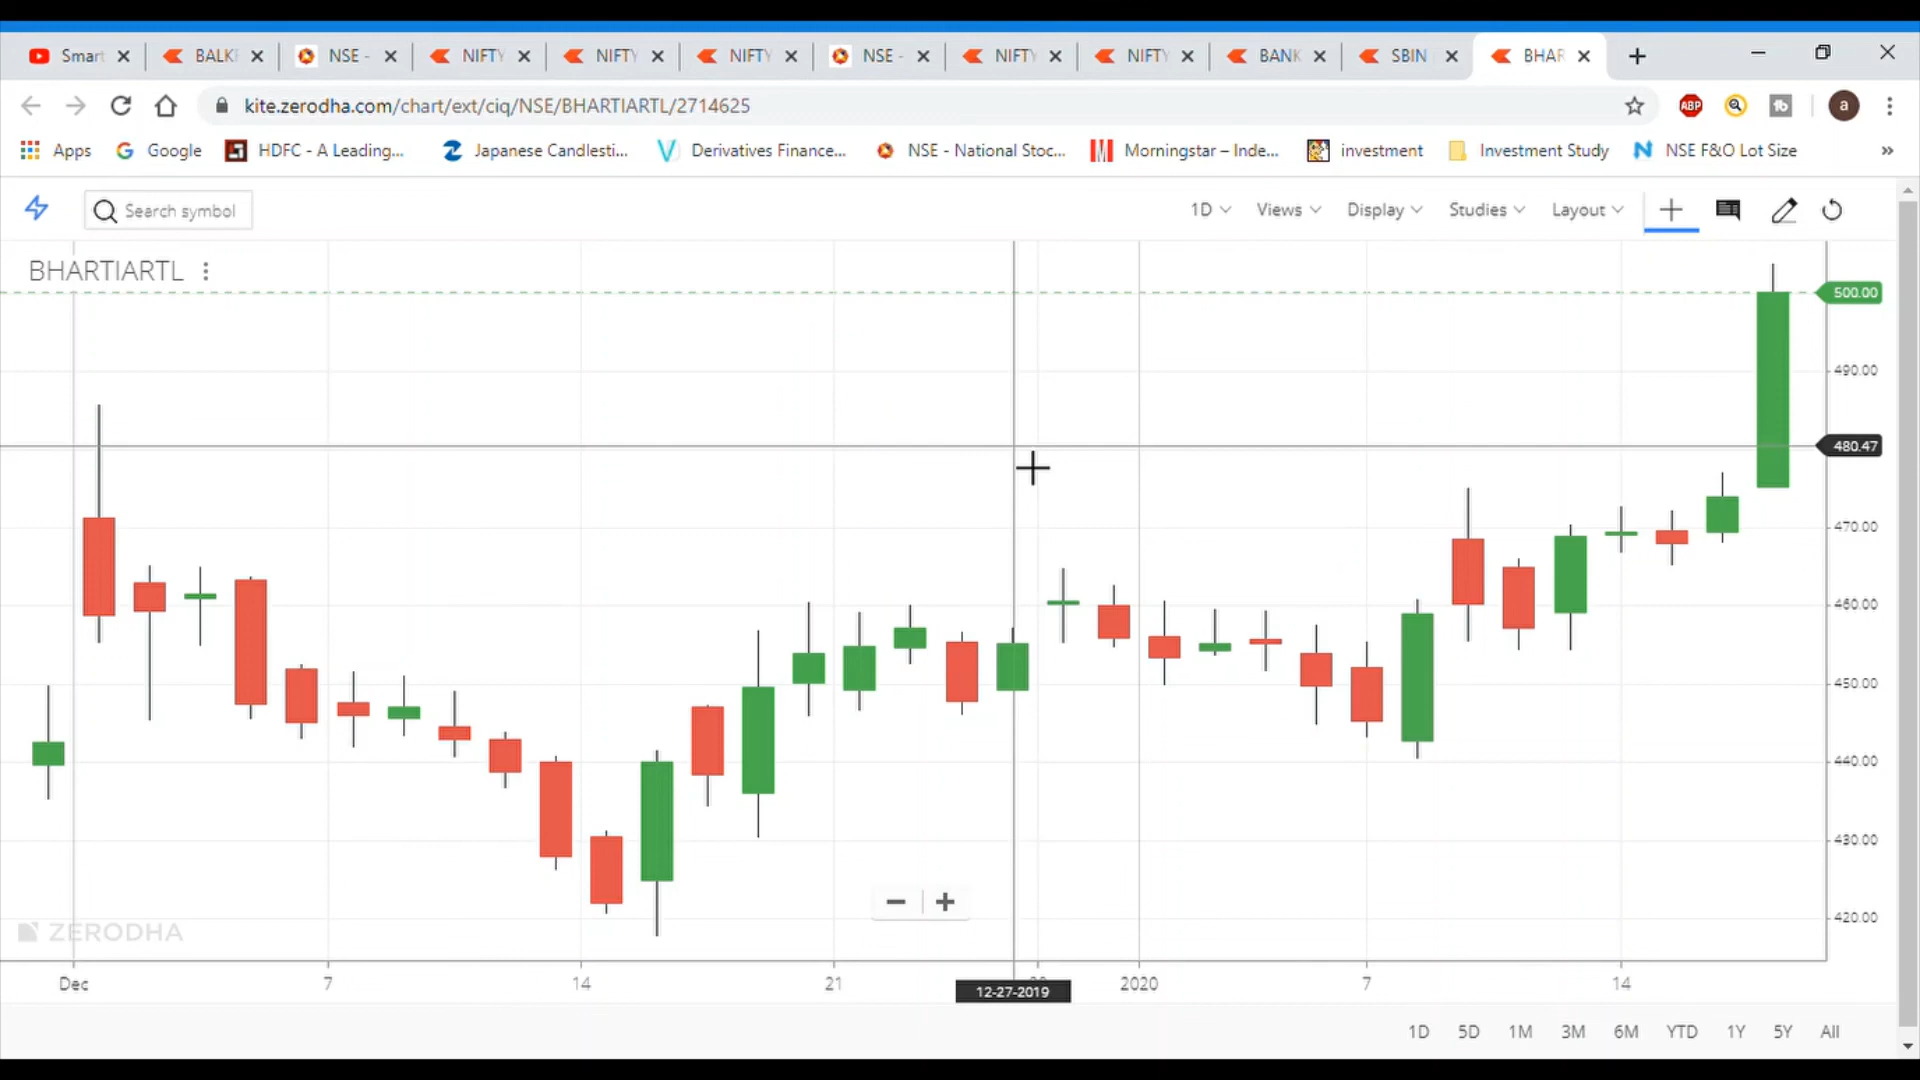 Smart BALKI NSE - NIFTY NIFTY NIFTY NSE - NIFTY NIFTY BANK SBIN BHAR
kite.zerodha.com/chart/ext/ciq/NSE/BHARTIARTL/2714625 ABP a
Apps Google HDFC - A Leading... Japanese Candlesti... Derivatives Finance... NSE - National Stoc... Morningstar – Inde... investment Investment Study NSE F&O Lot Size »
Search symbol 1D Views Display Studies Layout
BHARTIARTL
500.00
490.00
480.47
470.00
460.00
450.00
440.00
430.00
420.00
ZERODHA
Dec 7 14 21 12-27-2019 2020 7 14
1D 5D 1M 3M 6M YTD 1Y 5Y All